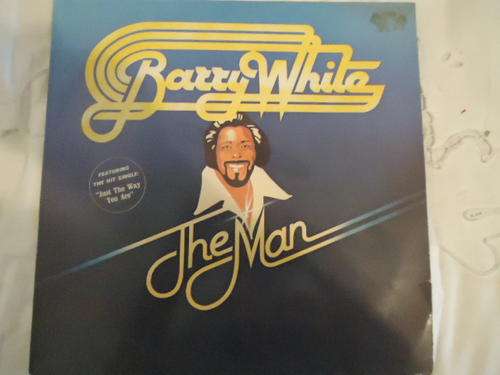 Barry White
FEATURING
THE HIT SINGLE:
"Just The Way
You Are"
The Man